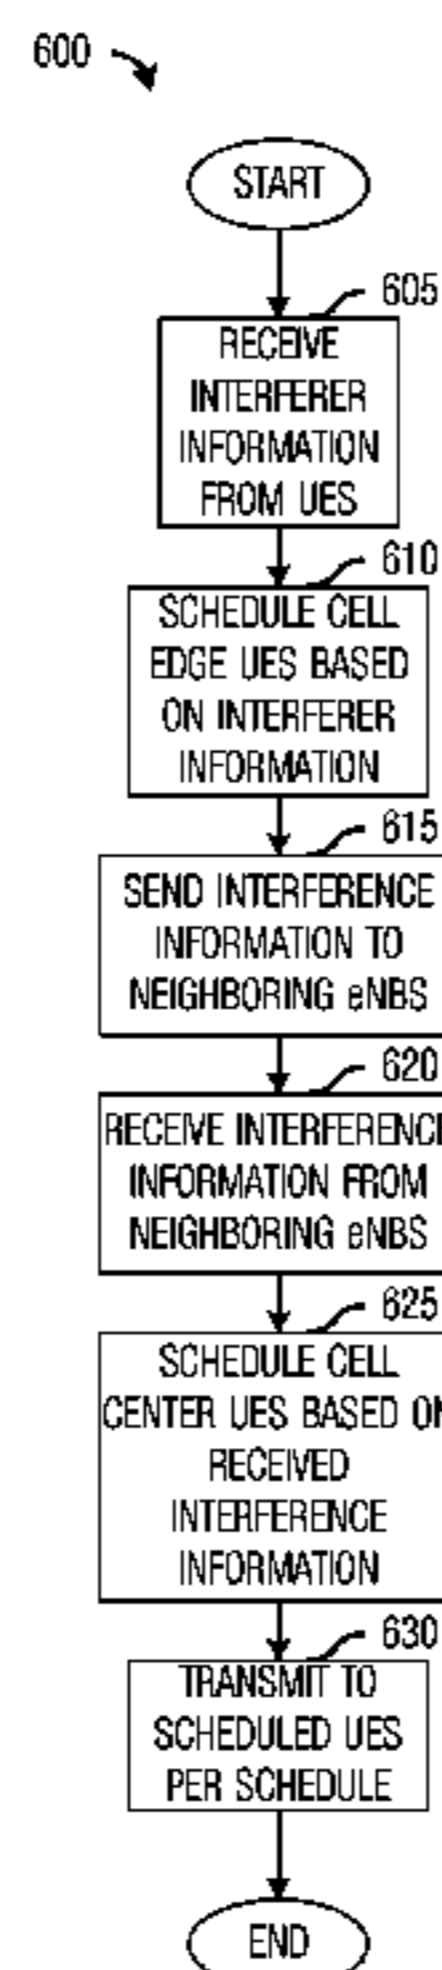 600
START
605
RECEIVE
INTERFERER
INFORMATION
FROM UES
610
SCHEDULE CELL
EDGE UES BASED
ON INTERFERER
INFORMATION
615
SEND INTERFERENCE
INFORMATION TO
NEIGHBORING eNBS
620
RECEIVE INTERFERENCE
INFORMATION FROM
NEIGHBORING eNBS
625
SCHEDULE CELL
CENTER UES BASED ON
RECEIVED
INTERFERENCE
INFORMATION
630
TRANSMIT TO
SCHEDULED UES
PER SCHEDULE
END